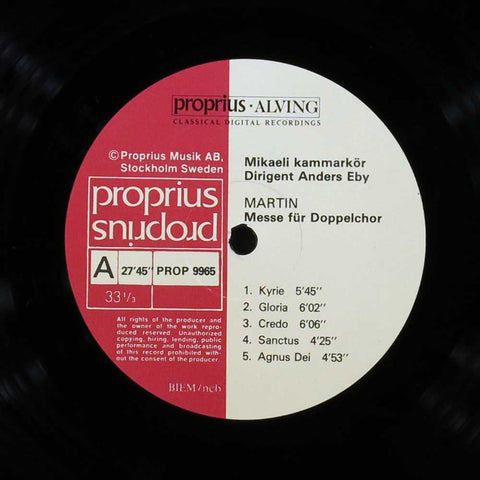 proprius · ALVING
CLASSICAL DIGITAL RECORDINGS
©Proprius Musik AB,
Stockholm Sweden
proprius
proprius
A 27'45" PROP 9965
33 1/3
All rights of the producer and
the owner of the work repro-
duced reserved. Unauthorized
copying, hiring, lending, public
performance and broadcasting
of this record prohibited with-
out the consent of the producer.
BIEM/ncb
Mikaeli kammarkör
Dirigent Anders Eby
MARTIN
Messe für Doppelchor
1. Kyrie 5'45"
2. Gloria 6'02"
3. Credo 6'06"
4. Sanctus 4'25"
5. Agnus Dei 4'53"